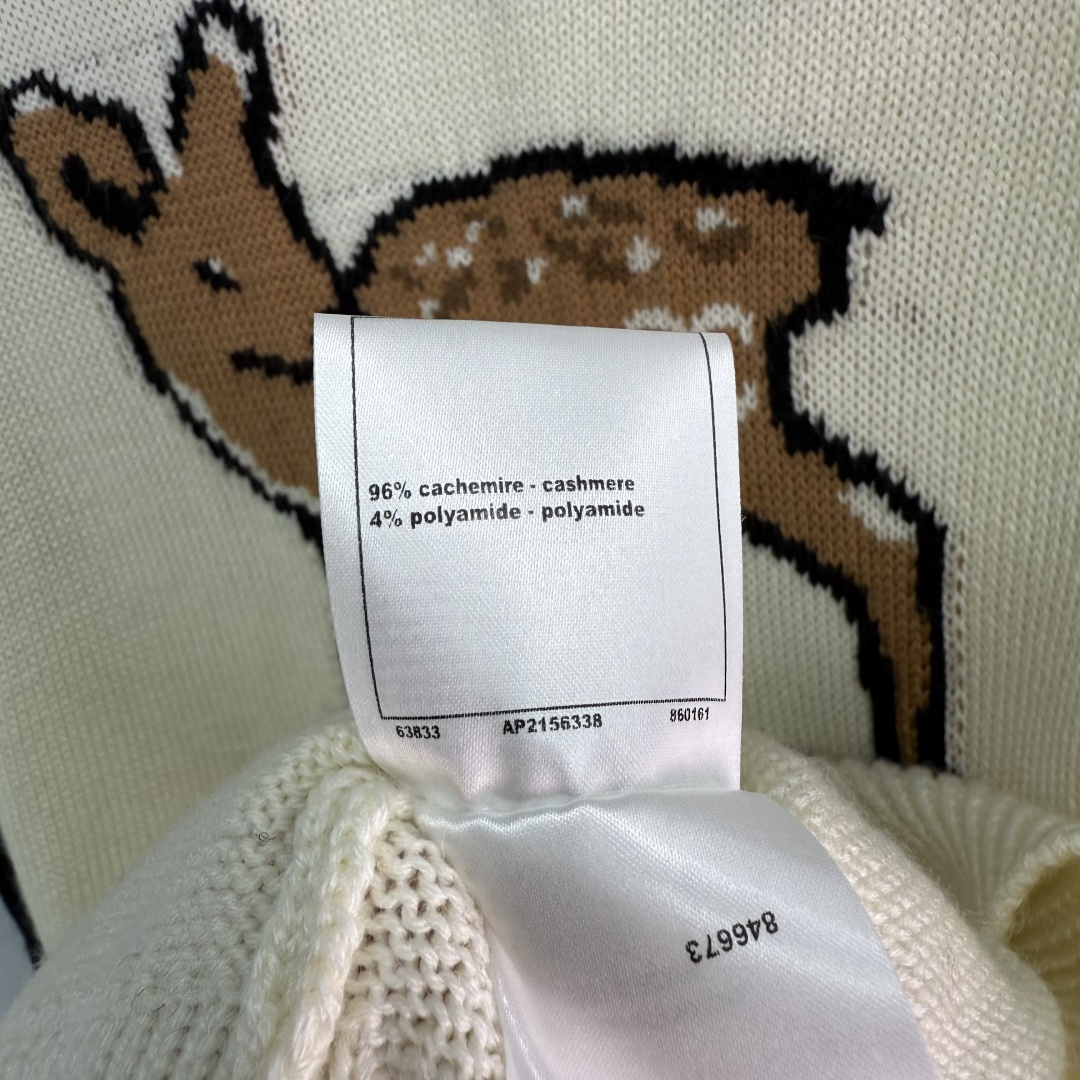 96% cachemire - cashmere
4% polyamide - polyamide
63833 AP2156338 860161
846673